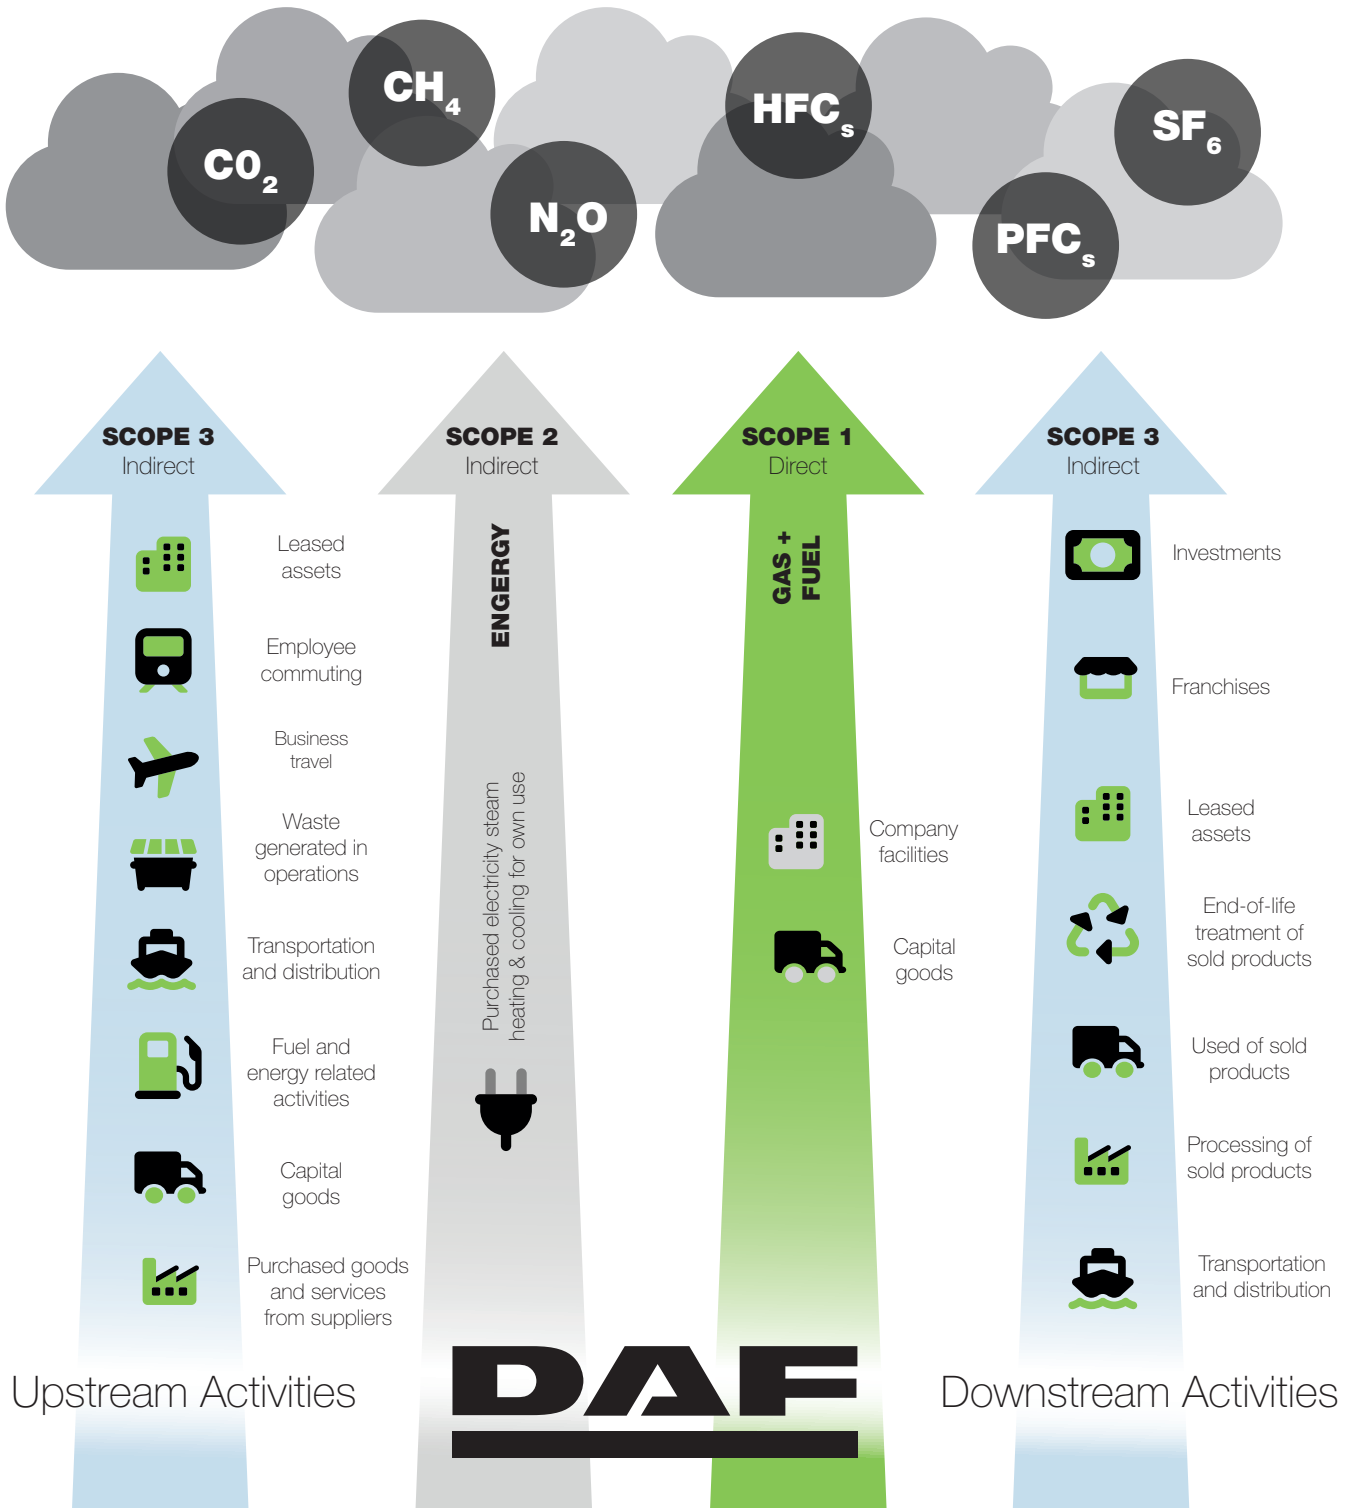 CO₂
CH₄
N₂O
HFCₛ
PFCₛ
SF₆
SCOPE 3
Indirect
Leased
assets
Employee
commuting
Business
travel
Waste
generated in
operations
Transportation
and distribution
Fuel and
energy related
activities
Capital
goods
Purchased goods
and services
from suppliers
Upstream Activities
SCOPE 2
Indirect
ENGERGY
Purchased electricity steam
heating & cooling for own use
SCOPE 1
Direct
GAS +
FUEL
Company
facilities
Capital
goods
DAF
SCOPE 3
Indirect
Investments
Franchises
Leased
assets
End-of-life
treatment of
sold products
Used of sold
products
Processing of
sold products
Transportation
and distribution
Downstream Activities